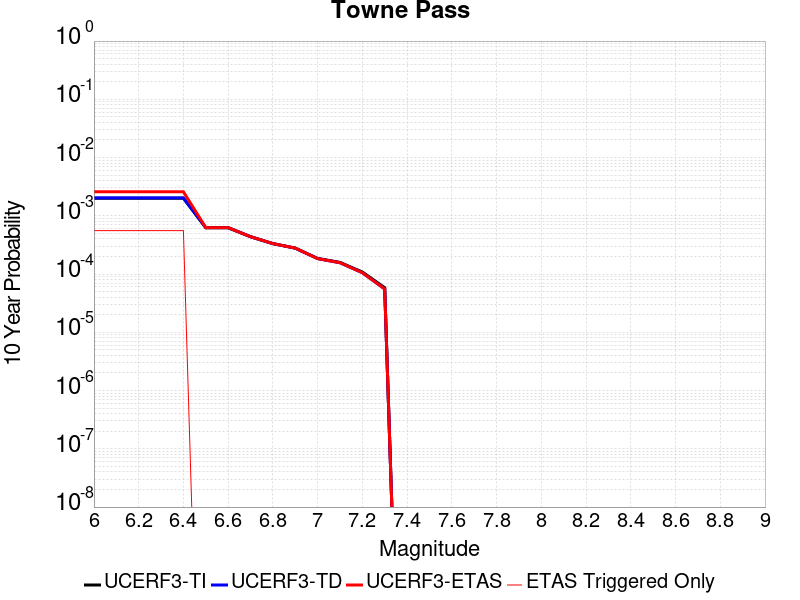 Towne Pass
10 Year Probability
10^0
10^-1
10^-2
10^-3
10^-4
10^-5
10^-6
10^-7
10^-8
6 6.2 6.4 6.6 6.8 7 7.2 7.4 7.6 7.8 8 8.2 8.4 8.6 8.8 9
Magnitude
UCERF3-TI UCERF3-TD UCERF3-ETAS ETAS Triggered Only